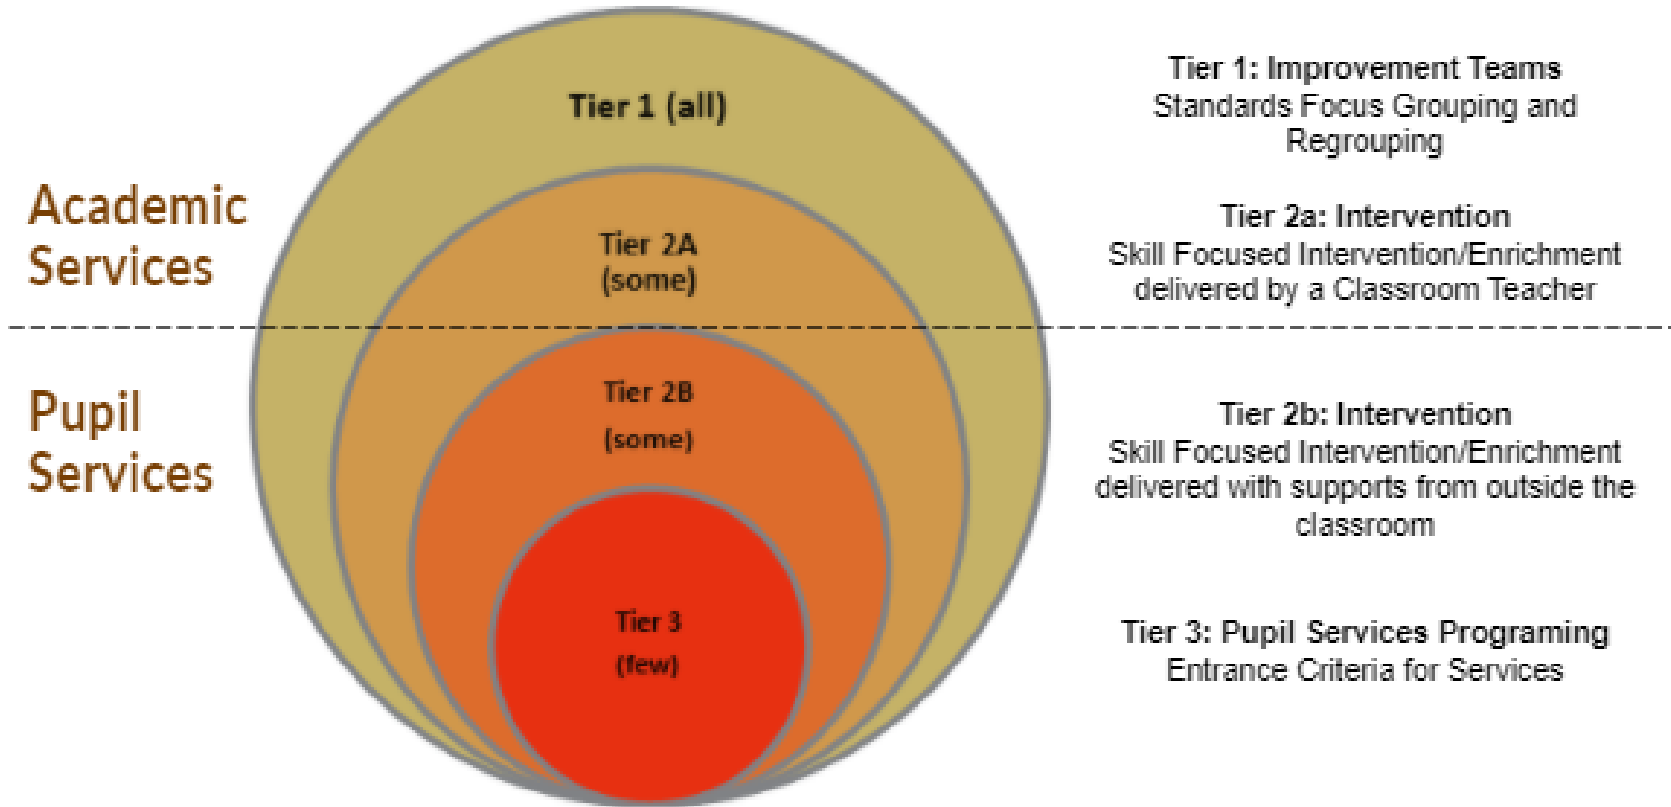 Academic
Services
Pupil
Services
Tier 1 (all)
Tier 2A
(some)
Tier 2B
(some)
Tier 3
(few)
Tier 1: Improvement Teams
Standards Focus Grouping and
Regrouping
Tier 2a: Intervention
Skill Focused Intervention/Enrichment
delivered by a Classroom Teacher
Tier 2b: Intervention
Skill Focused Intervention/Enrichment
delivered with supports from outside the
classroom
Tier 3: Pupil Services Programing
Entrance Criteria for Services